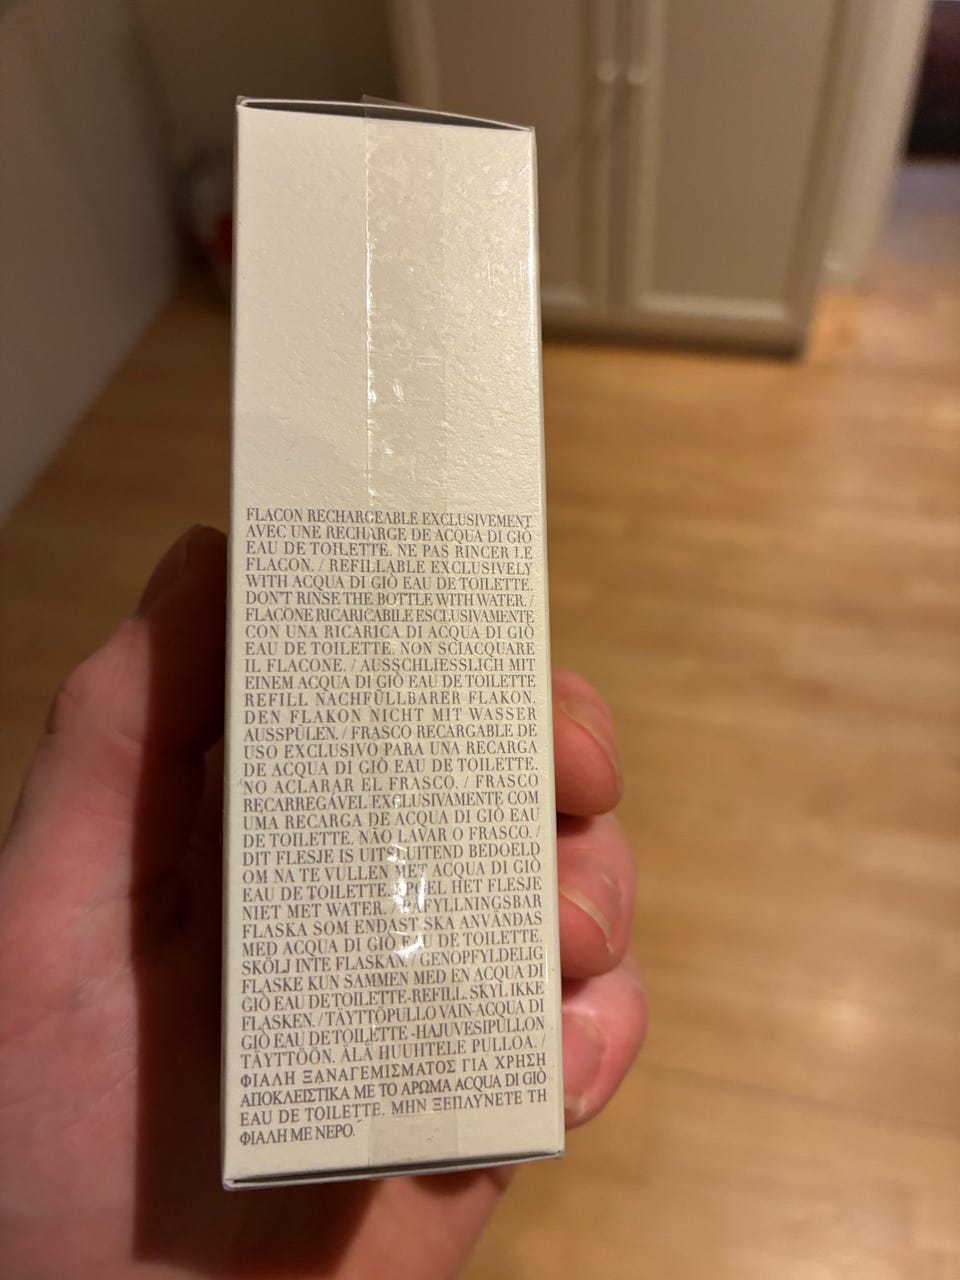 FLACON RECHARGEABLE EXCLUSIVEMENT
AVEC UNE RECHARGE DE ACQUA DI GIÒ
EAU DE TOILETTE. NE PAS RINCER LE
FLACON. / REFILLABLE EXCLUSIVELY
WITH ACQUA DI GIÒ EAU DE TOILETTE.
DON'T RINSE THE BOTTLE WITH WATER. /
FLACONE RICARICABILE ESCLUSIVAMENTE
CON UNA RICARICA DI ACQUA DI GIÒ
EAU DE TOILETTE. NON SCIACQUARE
IL FLACONE. / AUSSCHLIESSLICH MIT
EINEM ACQUA DI GIÒ EAU DE TOILETTE
REFILL NACHFÜLLBARER FLAKON.
DEN FLAKON NICHT MIT WASSER
AUSSPÜLEN. / FRASCO RECARGABLE DE
USO EXCLUSIVO PARA UNA RECARGA
DE ACQUA DI GIÒ EAU DE TOILETTE.
NO ACLARAR EL FRASCO. / FRASCO
RECARREGÁVEL EXCLUSIVAMENTE COM
UMA RECARGA DE ACQUA DI GIÒ EAU
DE TOILETTE. NÃO LAVAR O FRASCO. /
DIT FLESJE IS UITSLUITEND BEDOELD
OM NA TE VULLEN MET ACQUA DI GIÒ
EAU DE TOILETTE. SPOEL HET FLESJE
NIET MET WATER. / PÅFYLLNINGSBAR
FLASKA SOM ENDAST SKA ANVÄNDAS
MED ACQUA DI GIÒ EAU DE TOILETTE.
SKÖLJ INTE FLASKAN. / GENOPFYLDELIG
FLASKE KUN SAMMEN MED EN ACQUA DI
GIÒ EAU DE TOILETTE-REFILL. SKYL IKKE
FLASKEN. / TÄYTTÖPULLO VAIN ACQUA DI
GIÒ EAU DE TOILETTE -HAJUVESIPULLON
TÄYTTÖÖN. ÄLÄ HUUHTELE PULLOA. /
ΦΙΑΛΗ ΞΑΝΑΓΕΜΙΣΜΑΤΟΣ ΓΙΑ ΧΡΗΣΗ
ΑΠΟΚΛΕΙΣΤΙΚΑ ΜΕ ΤΟ ΑΡΩΜΑ ACQUA DI GIÒ
EAU DE TOILETTE. ΜΗΝ ΞΕΠΛΥΝΕΤΕ ΤΗ
ΦΙΑΛΗ ΜΕ ΝΕΡΟ.